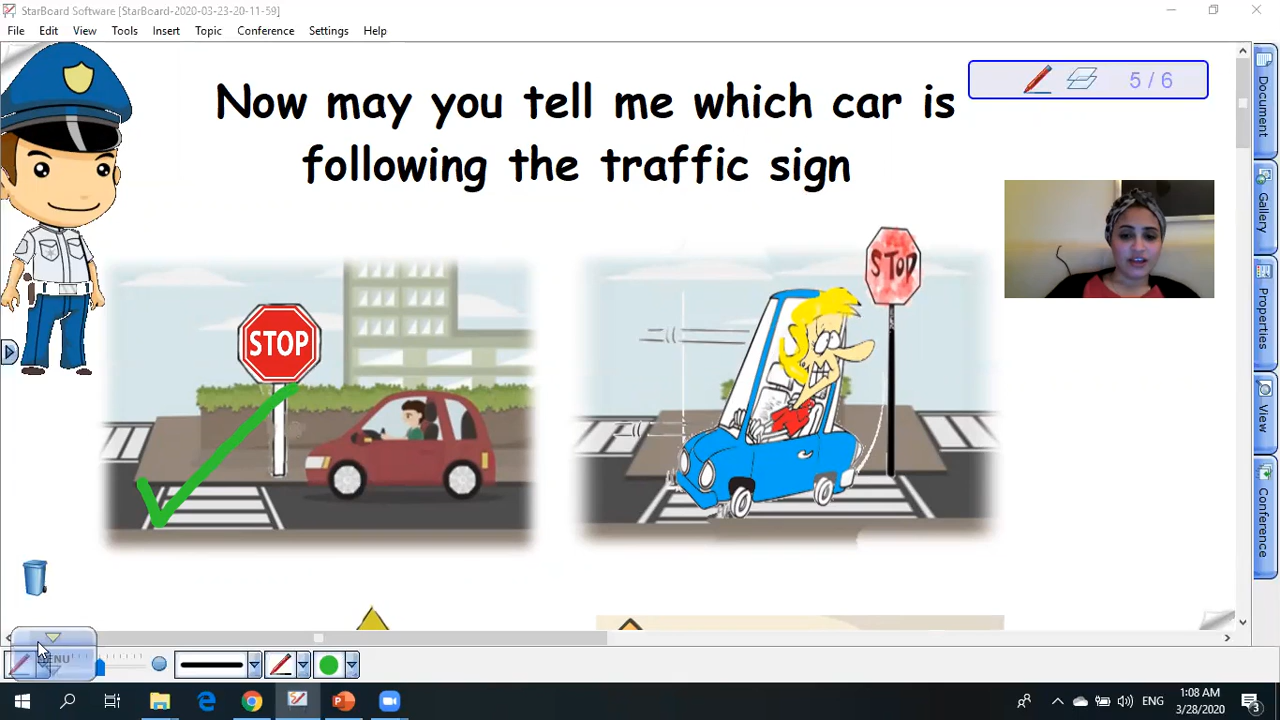 StarBoard Software [StarBoard-2020-03-23-20-11-59]
File Edit View Tools Insert Topic Conference Settings Help
Now may you tell me which car is
following the traffic sign
5 / 6
STOP
STOP
Document
Gallery
Properties
View
Conference
ENU
ENG
1:08 AM
3/28/2020
3